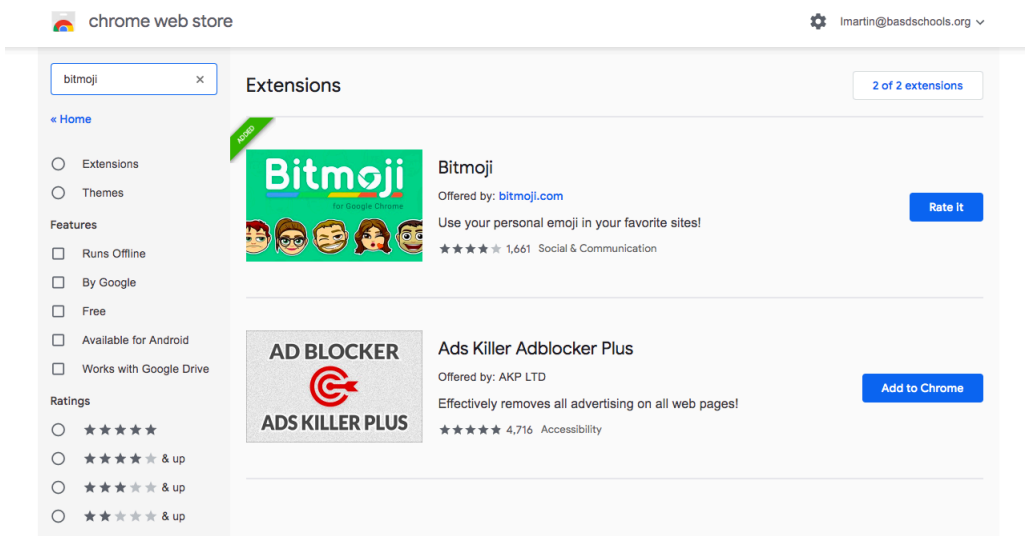 chrome web store
lmartin@basdschools.org
bitmoji
« Home
Extensions
Themes
Features
Runs Offline
By Google
Free
Available for Android
Works with Google Drive
Ratings
& up
& up
& up
Extensions
2 of 2 extensions
ADDED
Bitmoji
for Google Chrome
Bitmoji
Offered by: bitmoji.com
Use your personal emoji in your favorite sites!
1,661 Social & Communication
Rate it
AD BLOCKER
ADS KILLER PLUS
Ads Killer Adblocker Plus
Offered by: AKP LTD
Effectively removes all advertising on all web pages!
4,716 Accessibility
Add to Chrome